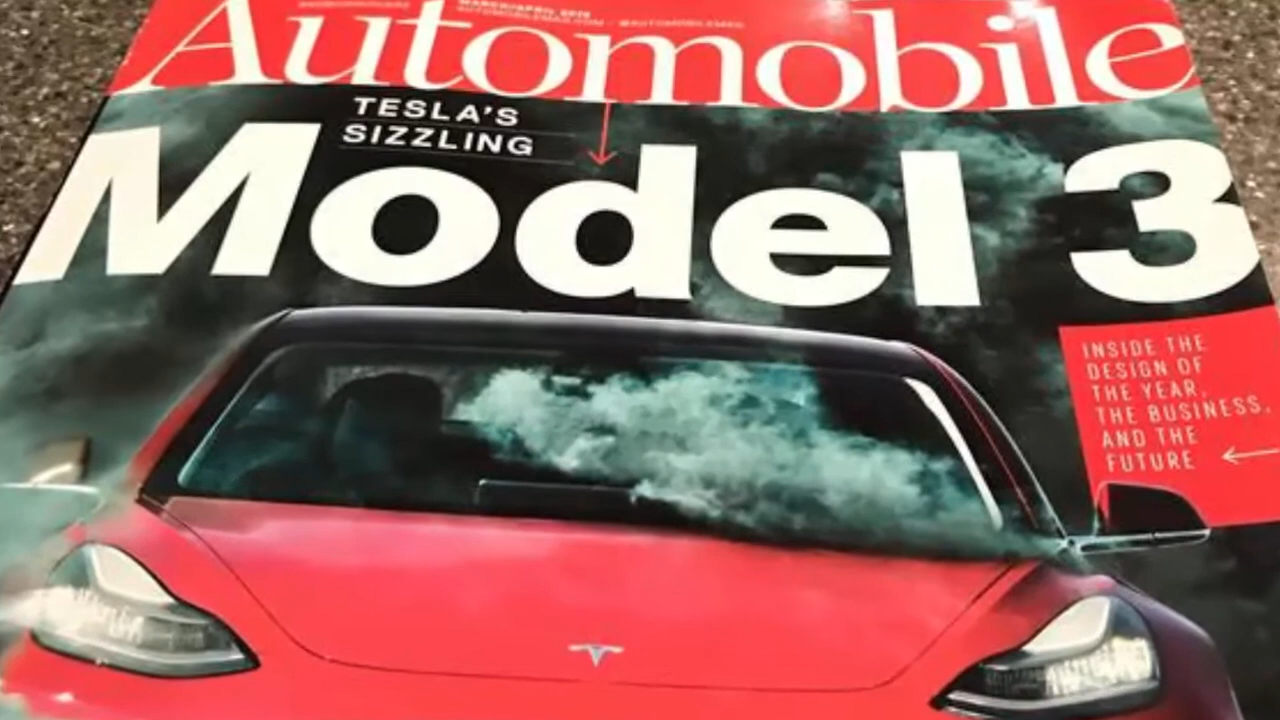 Automobile
TESLA'S
SIZZLING
Model 3
INSIDE THE
DESIGN OF
THE YEAR,
THE BUSINESS,
AND THE
FUTURE